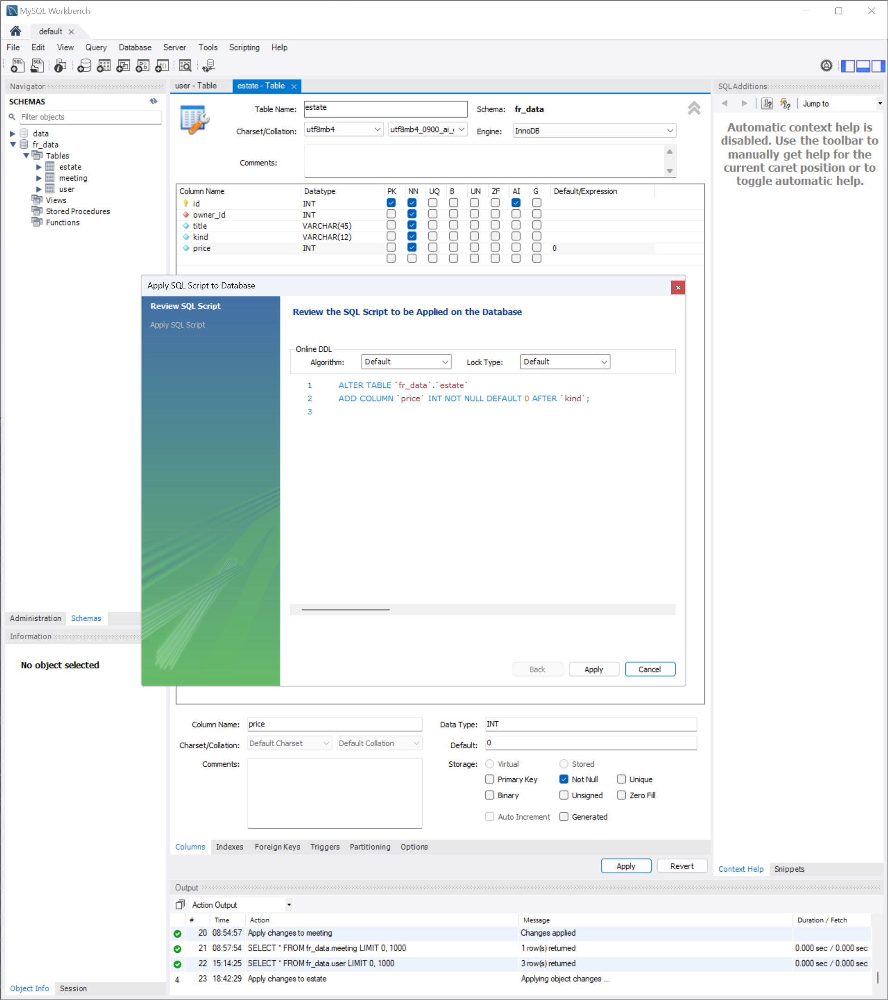 MySQL Workbench
default
File Edit View Query Database Server Tools Scripting Help
Navigator
SCHEMAS
Filter objects
data
fr_data
Tables
estate
meeting
user
Views
Stored Procedures
Functions
Administration Schemas
Information
No object selected
Object Info Session
user - Table estate - Table
Table Name: estate Schema: fr_data
Charset/Collation: utf8mb4 utf8mb4_0900_ai_ Engine: InnoDB
Comments:
Column Name Datatype PK NN UQ B UN ZF AI G Default/Expression
id INT
owner_id INT
title VARCHAR(45)
kind VARCHAR(12)
price INT 0
Apply SQL Script to Database
Review SQL Script
Apply SQL Script
Review the SQL Script to be Applied on the Database
Online DDL
Algorithm: Default Lock Type: Default
1 ALTER TABLE `fr_data`.`estate`
2 ADD COLUMN `price` INT NOT NULL DEFAULT 0 AFTER `kind`;
3
Back Apply Cancel
Column Name: price Data Type: INT
Charset/Collation: Default Charset Default Collation Default: 0
Comments: Storage: Virtual Stored
Primary Key Not Null Unique
Binary Unsigned Zero Fill
Auto Increment Generated
Columns Indexes Foreign Keys Triggers Partitioning Options
Apply Revert
SQLAdditions
Jump to
Automatic context help is
disabled. Use the toolbar to
manually get help for the
current caret position or to
toggle automatic help.
Context Help Snippets
Output
Action Output
# Time Action Message Duration / Fetch
20 08:54:57 Apply changes to meeting Changes applied
21 08:57:54 SELECT * FROM fr_data.meeting LIMIT 0, 1000 1 row(s) returned 0.000 sec / 0.000 sec
22 15:14:25 SELECT * FROM fr_data.user LIMIT 0, 1000 3 row(s) returned 0.000 sec / 0.000 sec
4 23 18:42:29 Apply changes to estate Applying object changes ...